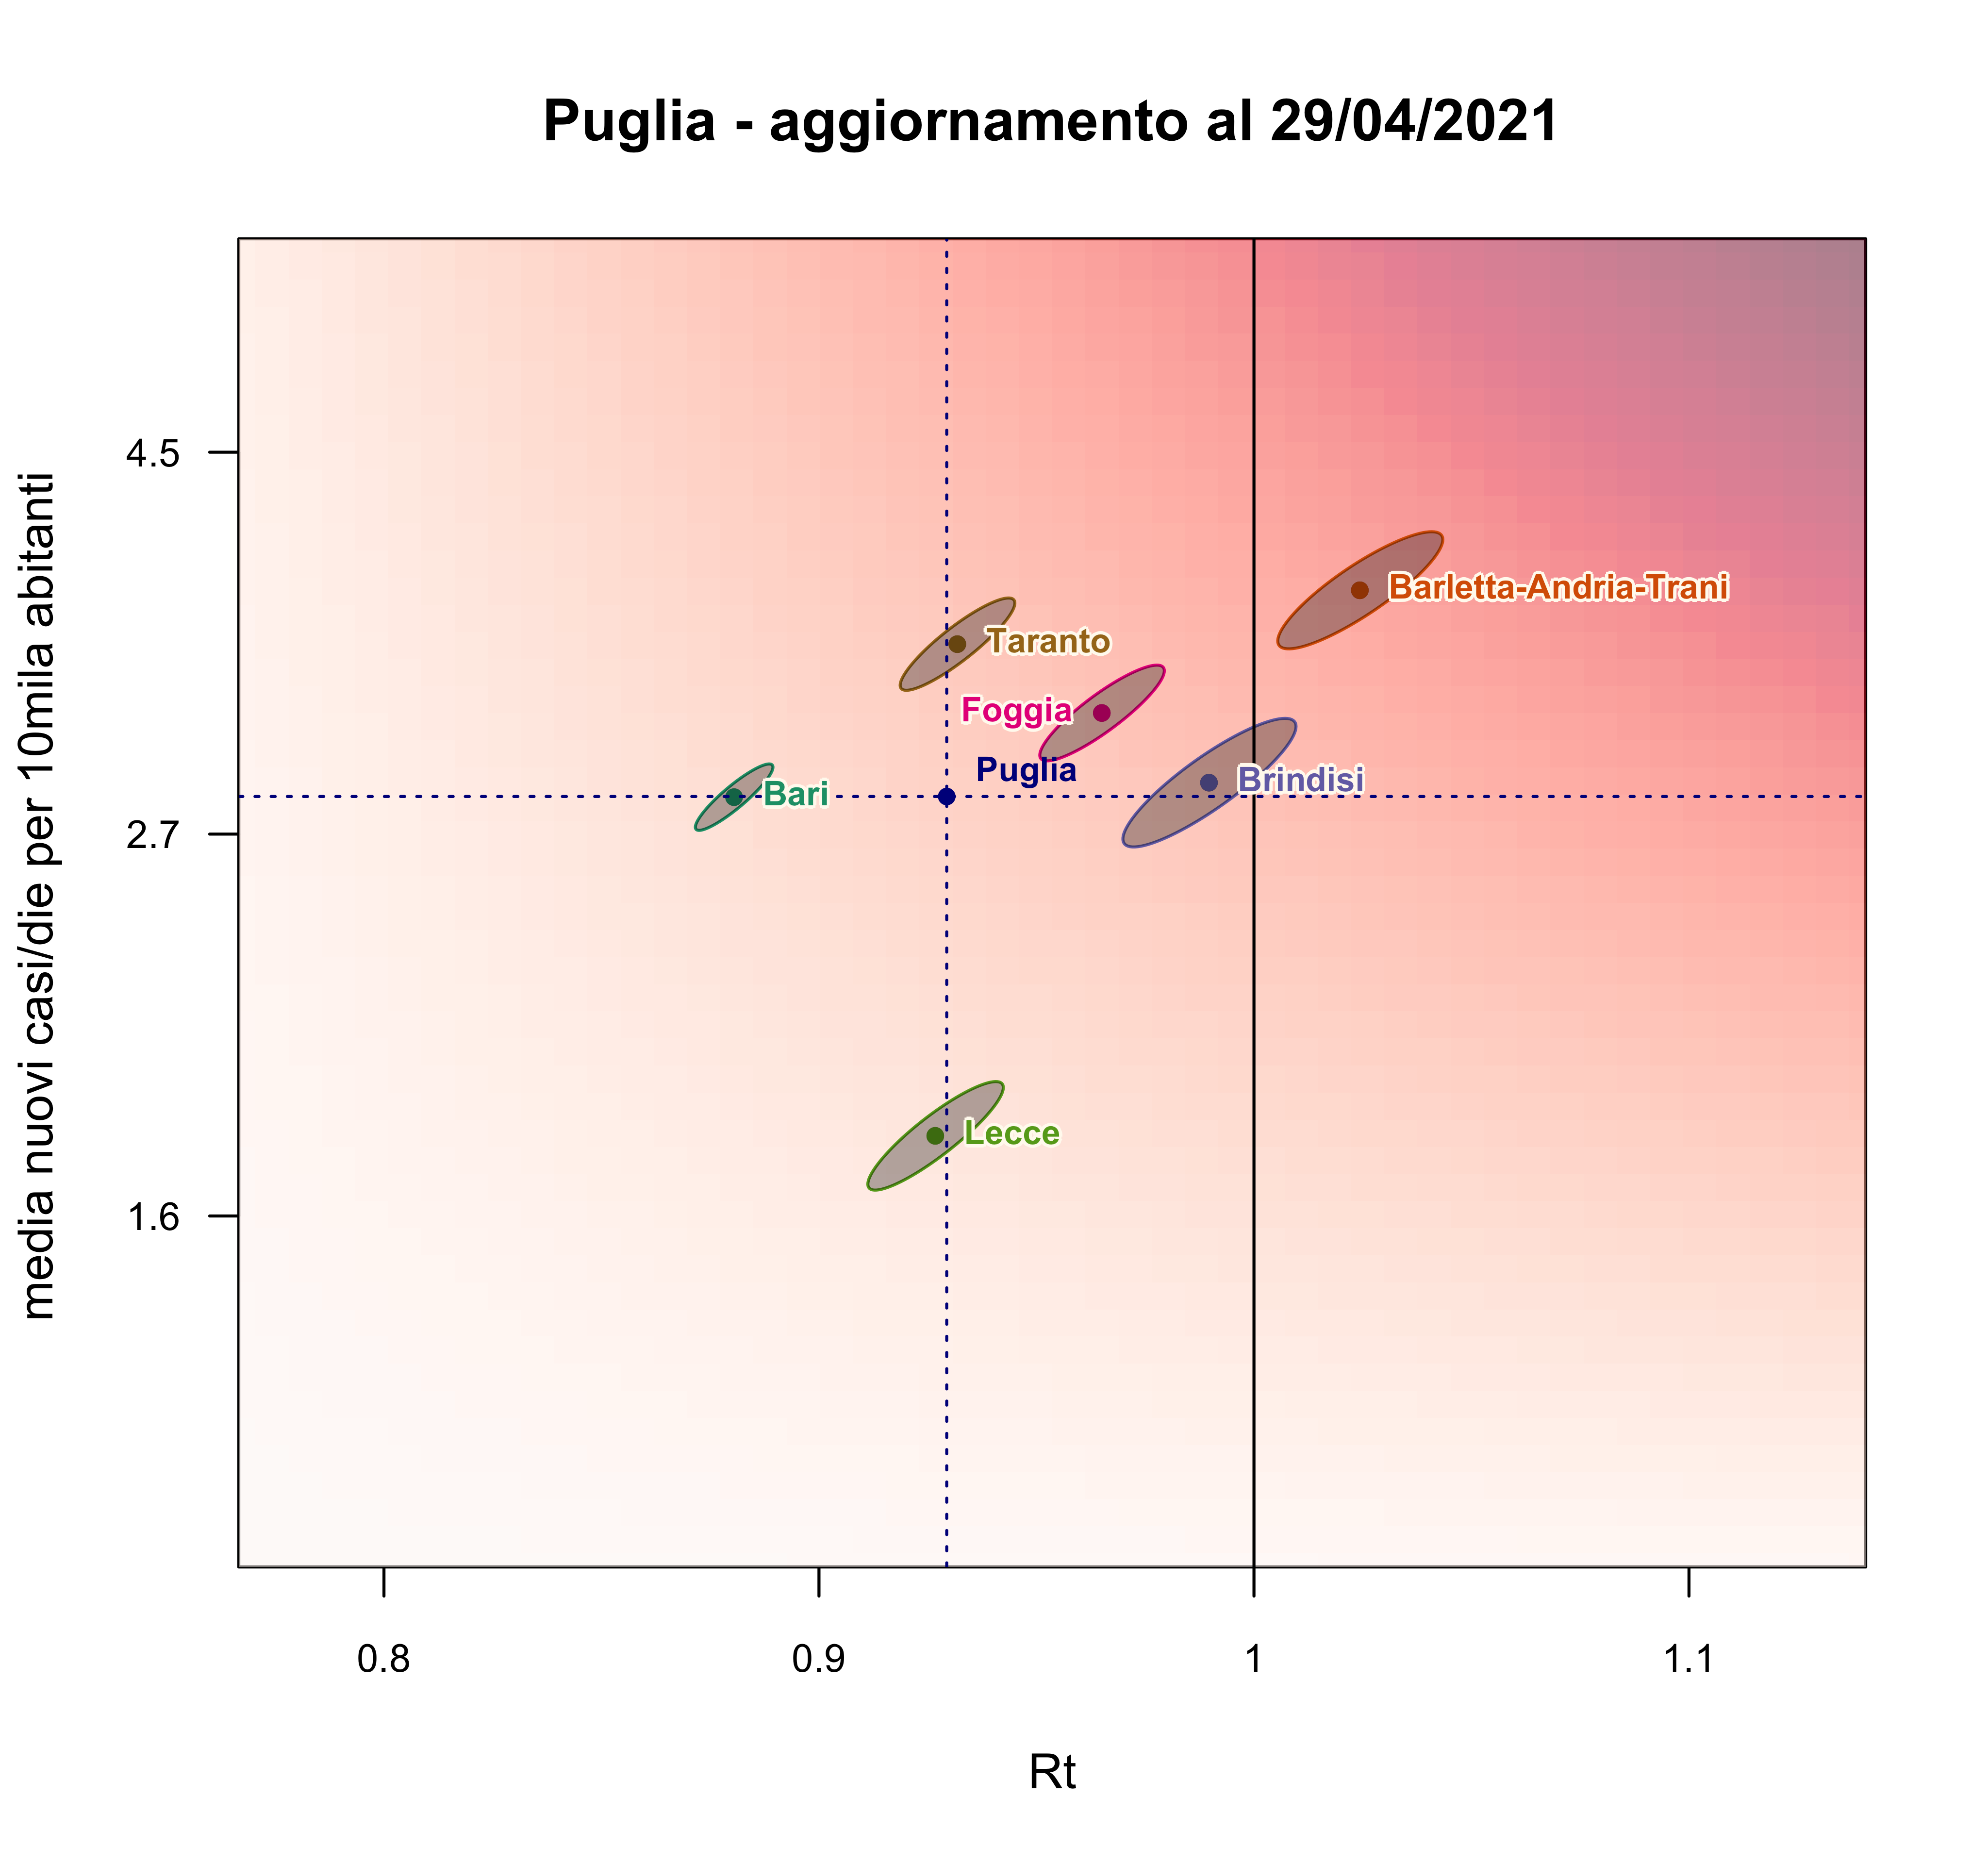 Puglia - aggiornamento al 29/04/2021
media nuovi casi/die per 10mila abitanti
4.5
2.7
1.6
Barletta-Andria-Trani
Taranto
Foggia
Puglia
Brindisi
Bari
Lecce
0.8
0.9
1
1.1
Rt